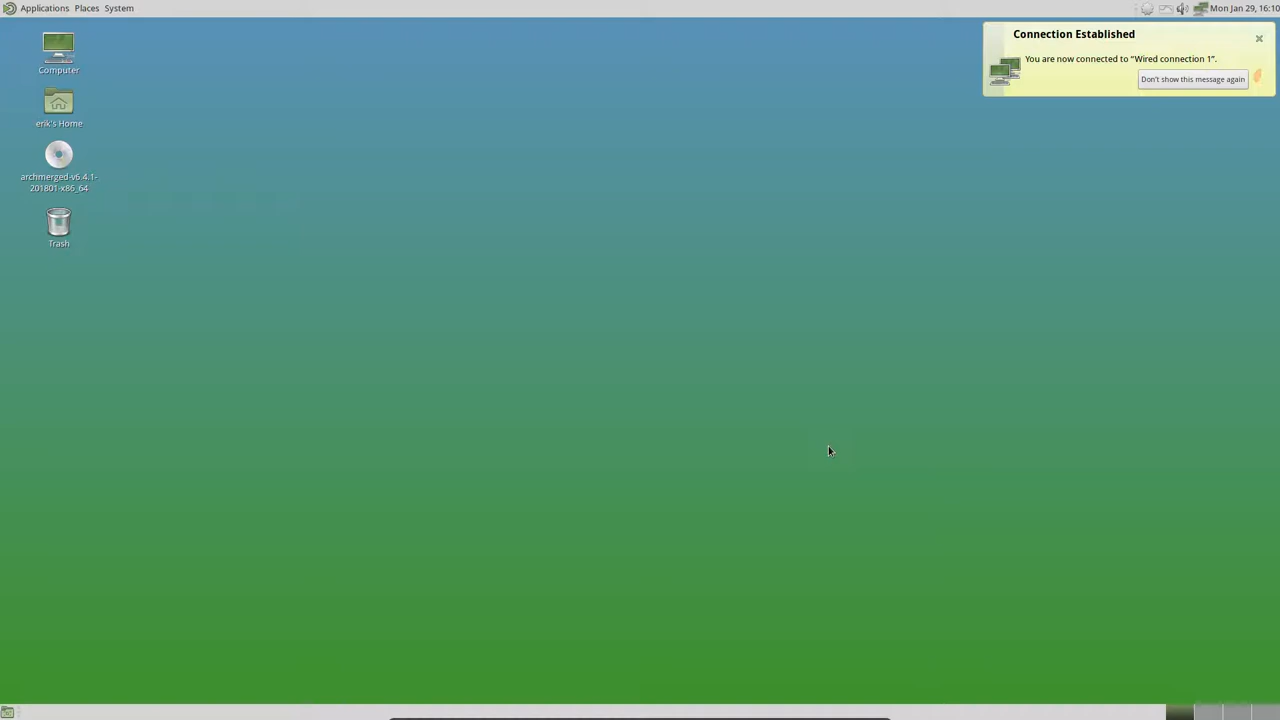 Applications Places System
Mon Jan 29, 16:10
Connection Established
You are now connected to “Wired connection 1”.
Don't show this message again
Computer
erik's Home
archmerged-v6.4.1-
201801-x86_64
Trash